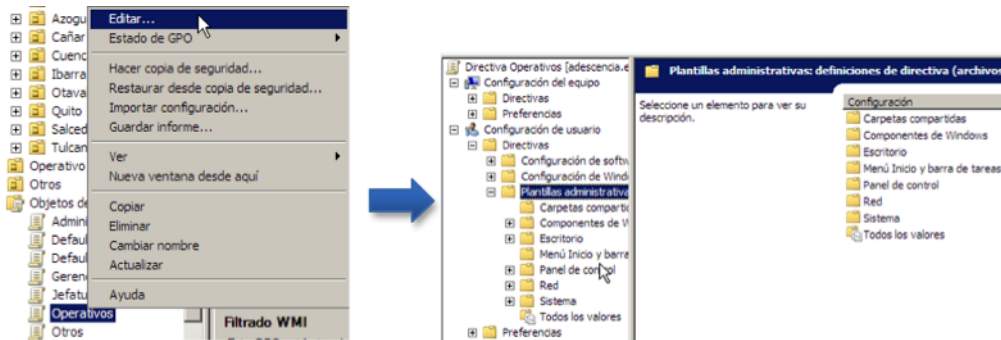 Azogu
Cañar
Cuenc
Ibarra
Otava
Quito
Salced
Tulcan
Operativo
Otros
Objetos de
Admini
Defaul
Defaul
Geren
Jefatu
Operativos
Otros
Editar...
Estado de GPO
Hacer copia de seguridad...
Restaurar desde copia de seguridad...
Importar configuración...
Guardar informe...
Ver
Nueva ventana desde aquí
Copiar
Eliminar
Cambiar nombre
Actualizar
Ayuda
Filtrado WMI
Directiva Operativos [adescencia.e
Configuración del equipo
Directivas
Preferencias
Configuración de usuario
Directivas
Configuración de softw
Configuración de Windo
Plantillas administrativa
Carpetas compartic
Componentes de W
Escritorio
Menú Inicio y barra
Panel de control
Red
Sistema
Todos los valores
Preferencias
Plantillas administrativas: definiciones de directiva (archivos
Seleccione un elemento para ver su
descripción.
Configuración
Carpetas compartidas
Componentes de Windows
Escritorio
Menú Inicio y barra de tareas
Panel de control
Red
Sistema
Todos los valores